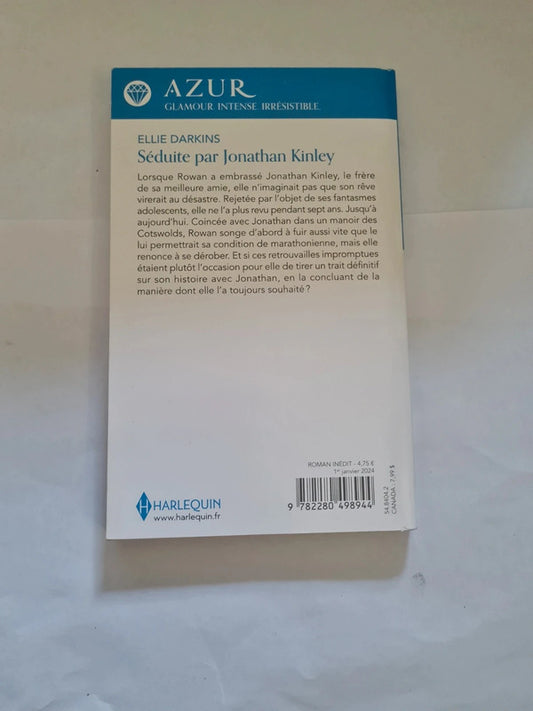 AZUR
GLAMOUR INTENSE IRRÉSISTIBLE
ELLIE DARKINS
Séduite par Jonathan Kinley
Lorsque Rowan a embrassé Jonathan Kinley, le frère
de sa meilleure amie, elle n'imaginait pas que son rêve
virerait au désastre. Rejetée par l'objet de ses fantasmes
adolescents, elle ne l'a plus revu pendant sept ans. Jusqu'à
aujourd'hui. Coincée avec Jonathan dans un manoir des
Cotswolds, Rowan songe d'abord à fuir aussi vite que le
lui permettrait sa condition de marathonienne, mais elle
renonce à se dérober. Et si ces retrouvailles impromptues
étaient plutôt l'occasion pour elle de tirer un trait définitif
sur son histoire avec Jonathan, en la concluant de la
manière dont elle l'a toujours souhaité ?
ROMAN INÉDIT - 4,75 €
1er janvier 2024
9 782280 498944
54.8404.2
CANADA : 7,99 $
H HARLEQUIN
www.harlequin.fr